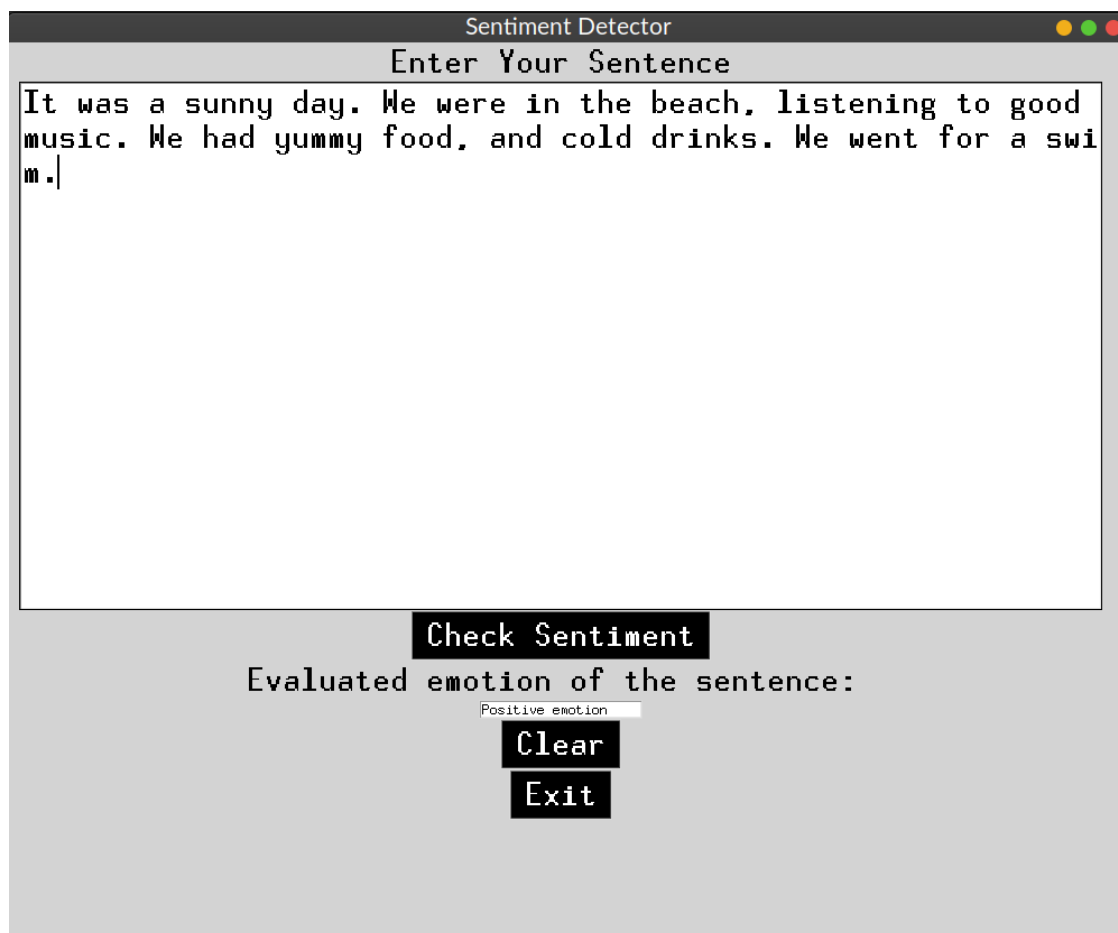 Sentiment Detector
Enter Your Sentence
It was a sunny day. We were in the beach, listening to good
music. We had yummy food, and cold drinks. We went for a swi
m.
Check Sentiment
Evaluated emotion of the sentence:
Positive emotion
Clear
Exit